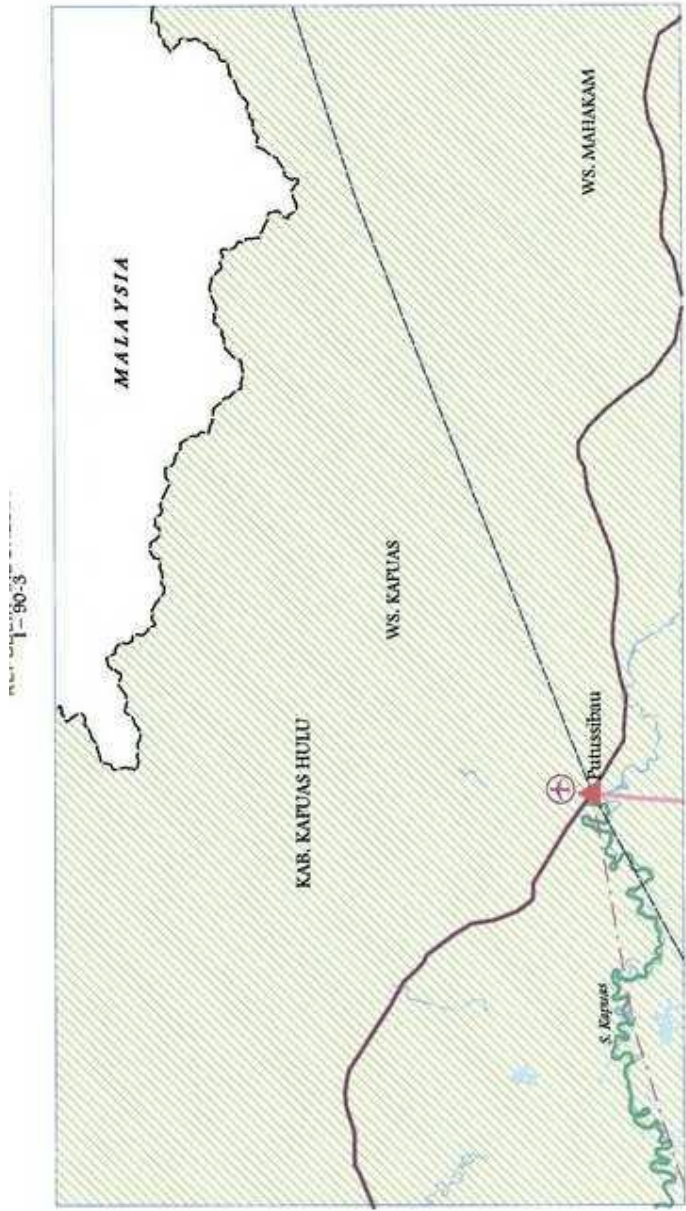 1-90-3
MALAYSIA
WS. MAHAKAM
WS. KAPUAS
KAB. KAPUAS HULU
Putussibau
S. Kapuas